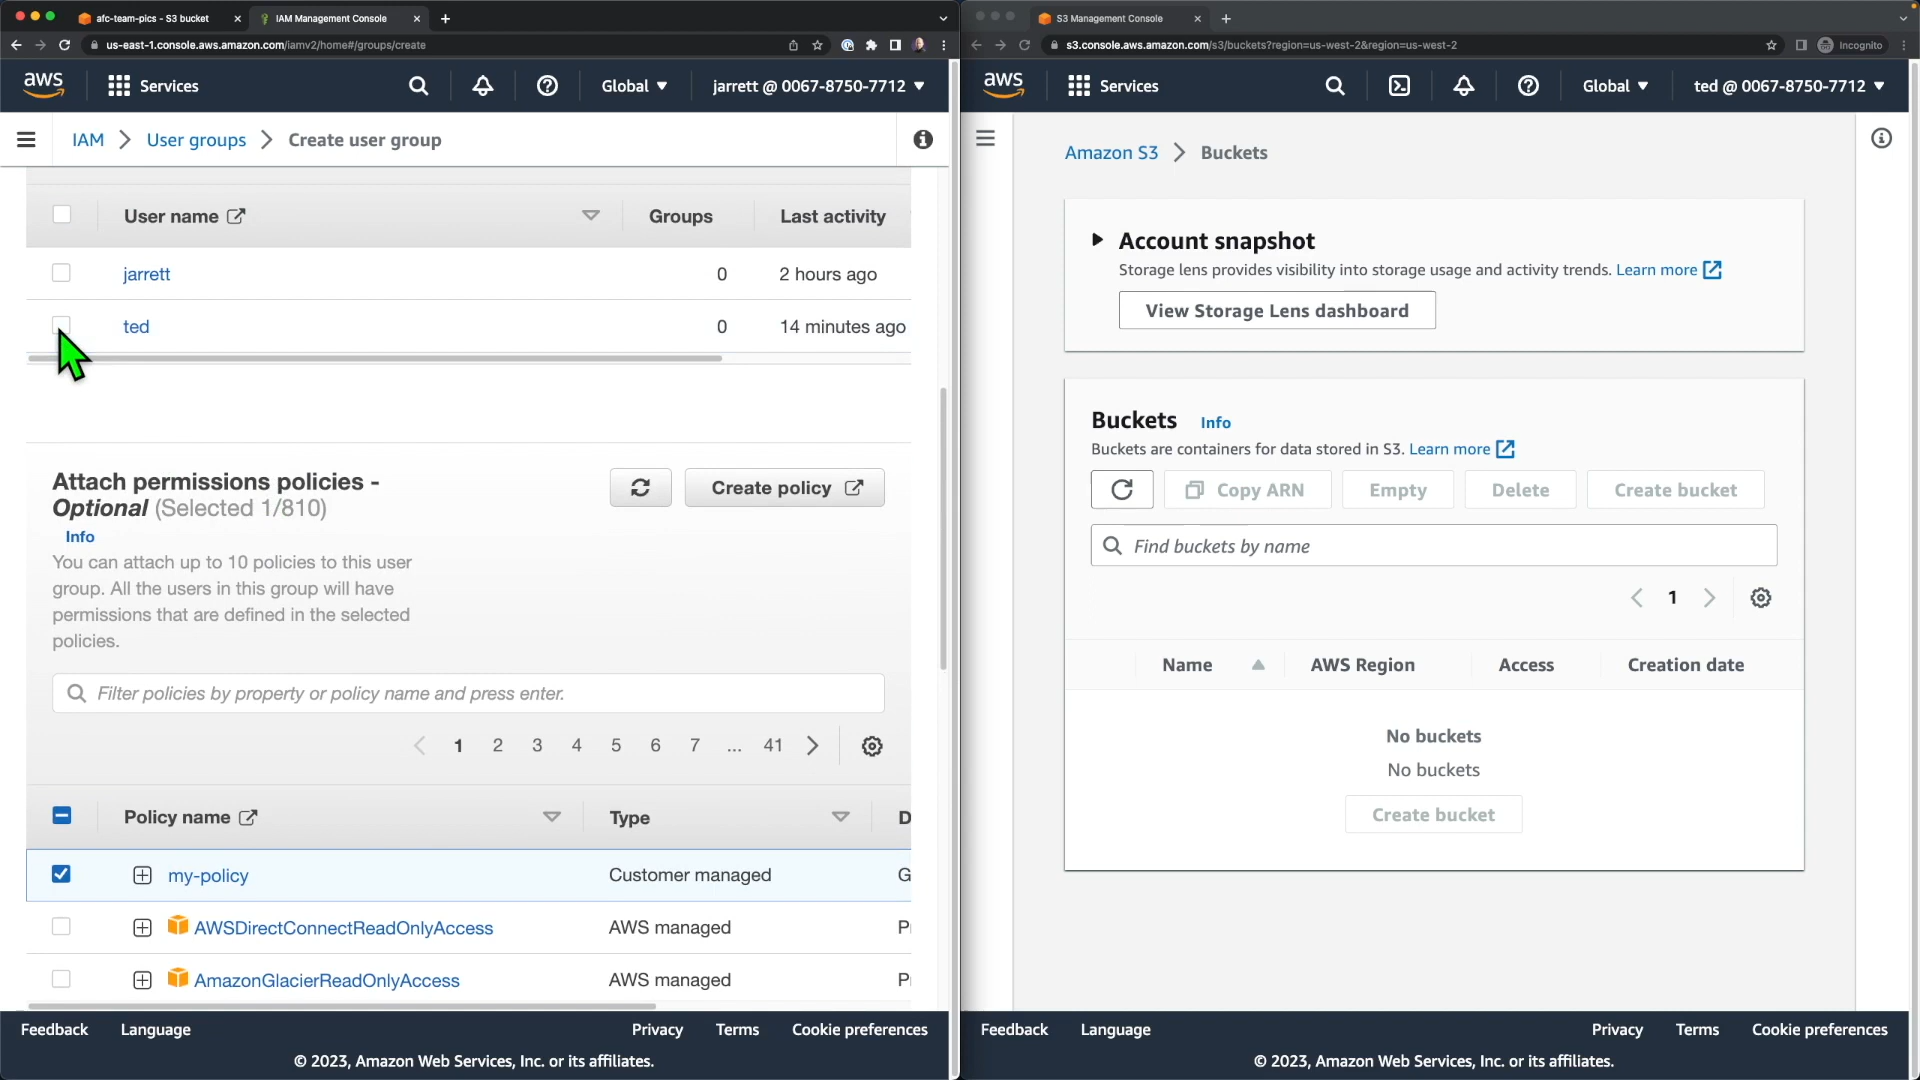 afc-team-pics - S3 bucket
IAM Management Console
us-east-1.console.aws.amazon.com/iamv2/home#/groups/create
aws
Services
Global
jarrett @ 0067-8750-7712
IAM
User groups
Create user group
User name
Groups
Last activity
jarrett
0
2 hours ago
ted
0
14 minutes ago
Attach permissions policies -
Optional (Selected 1/810)
Info
You can attach up to 10 policies to this user
group. All the users in this group will have
permissions that are defined in the selected
policies.
Create policy
Filter policies by property or policy name and press enter.
1 2 3 4 5 6 7 ... 41
Policy name
Type
D
my-policy
Customer managed
G
AWSDirectConnectReadOnlyAccess
AWS managed
AmazonGlacierReadOnlyAccess
AWS managed
Feedback
Language
Privacy
Terms
Cookie preferences
© 2023, Amazon Web Services, Inc. or its affiliates.
S3 Management Console
s3.console.aws.amazon.com/s3/buckets?region=us-west-2&region=us-west-2
Incognito
aws
Services
Global
ted @ 0067-8750-7712
Amazon S3
Buckets
Account snapshot
Storage lens provides visibility into storage usage and activity trends. Learn more
View Storage Lens dashboard
Buckets
Info
Buckets are containers for data stored in S3. Learn more
Copy ARN
Empty
Delete
Create bucket
Find buckets by name
1
Name
AWS Region
Access
Creation date
No buckets
No buckets
Create bucket
Feedback
Language
Privacy
Terms
Cookie preferences
© 2023, Amazon Web Services, Inc. or its affiliates.